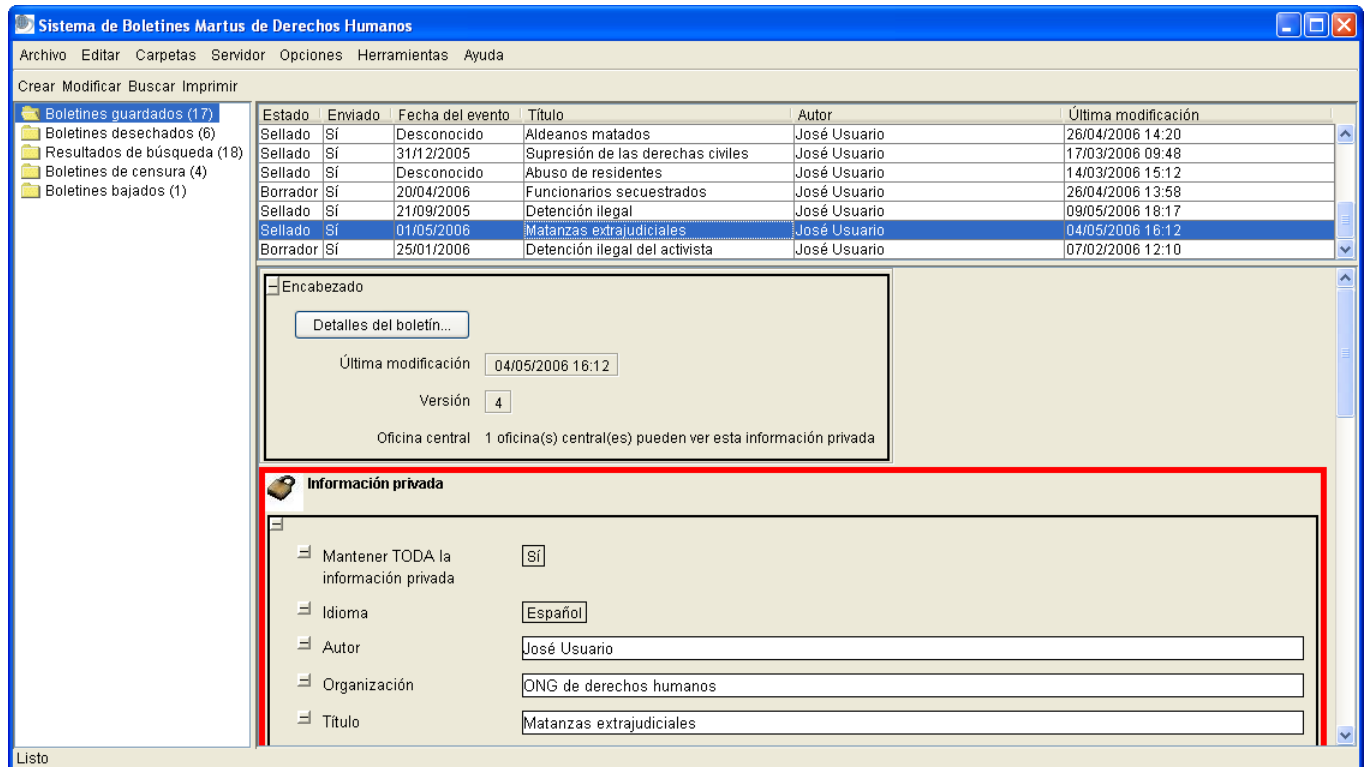 Sistema de Boletines Martus de Derechos Humanos
Archivo Editar Carpetas Servidor Opciones Herramientas Ayuda
Crear Modificar Buscar Imprimir
Boletines guardados (17)
Boletines desechados (6)
Resultados de búsqueda (18)
Boletines de censura (4)
Boletines bajados (1)
Estado Enviado Fecha del evento Título Autor Última modificación
Sellado Sí Desconocido Aldeanos matados José Usuario 26/04/2006 14:20
Sellado Sí 31/12/2005 Supresión de las derechas civiles José Usuario 17/03/2006 09:48
Sellado Sí Desconocido Abuso de residentes José Usuario 14/03/2006 15:12
Borrador Sí 20/04/2006 Funcionarios secuestrados José Usuario 26/04/2006 13:58
Sellado Sí 21/09/2005 Detención ilegal José Usuario 09/05/2006 18:17
Sellado Sí 01/05/2006 Matanzas extrajudiciales José Usuario 04/05/2006 16:12
Borrador Sí 25/01/2006 Detención ilegal del activista José Usuario 07/02/2006 12:10
Encabezado
Detalles del boletín...
Última modificación 04/05/2006 16:12
Versión 4
Oficina central 1 oficina(s) central(es) pueden ver esta información privada
Información privada
Mantener TODA la Sí
información privada
Idioma Español
Autor José Usuario
Organización ONG de derechos humanos
Título Matanzas extrajudiciales
Listo